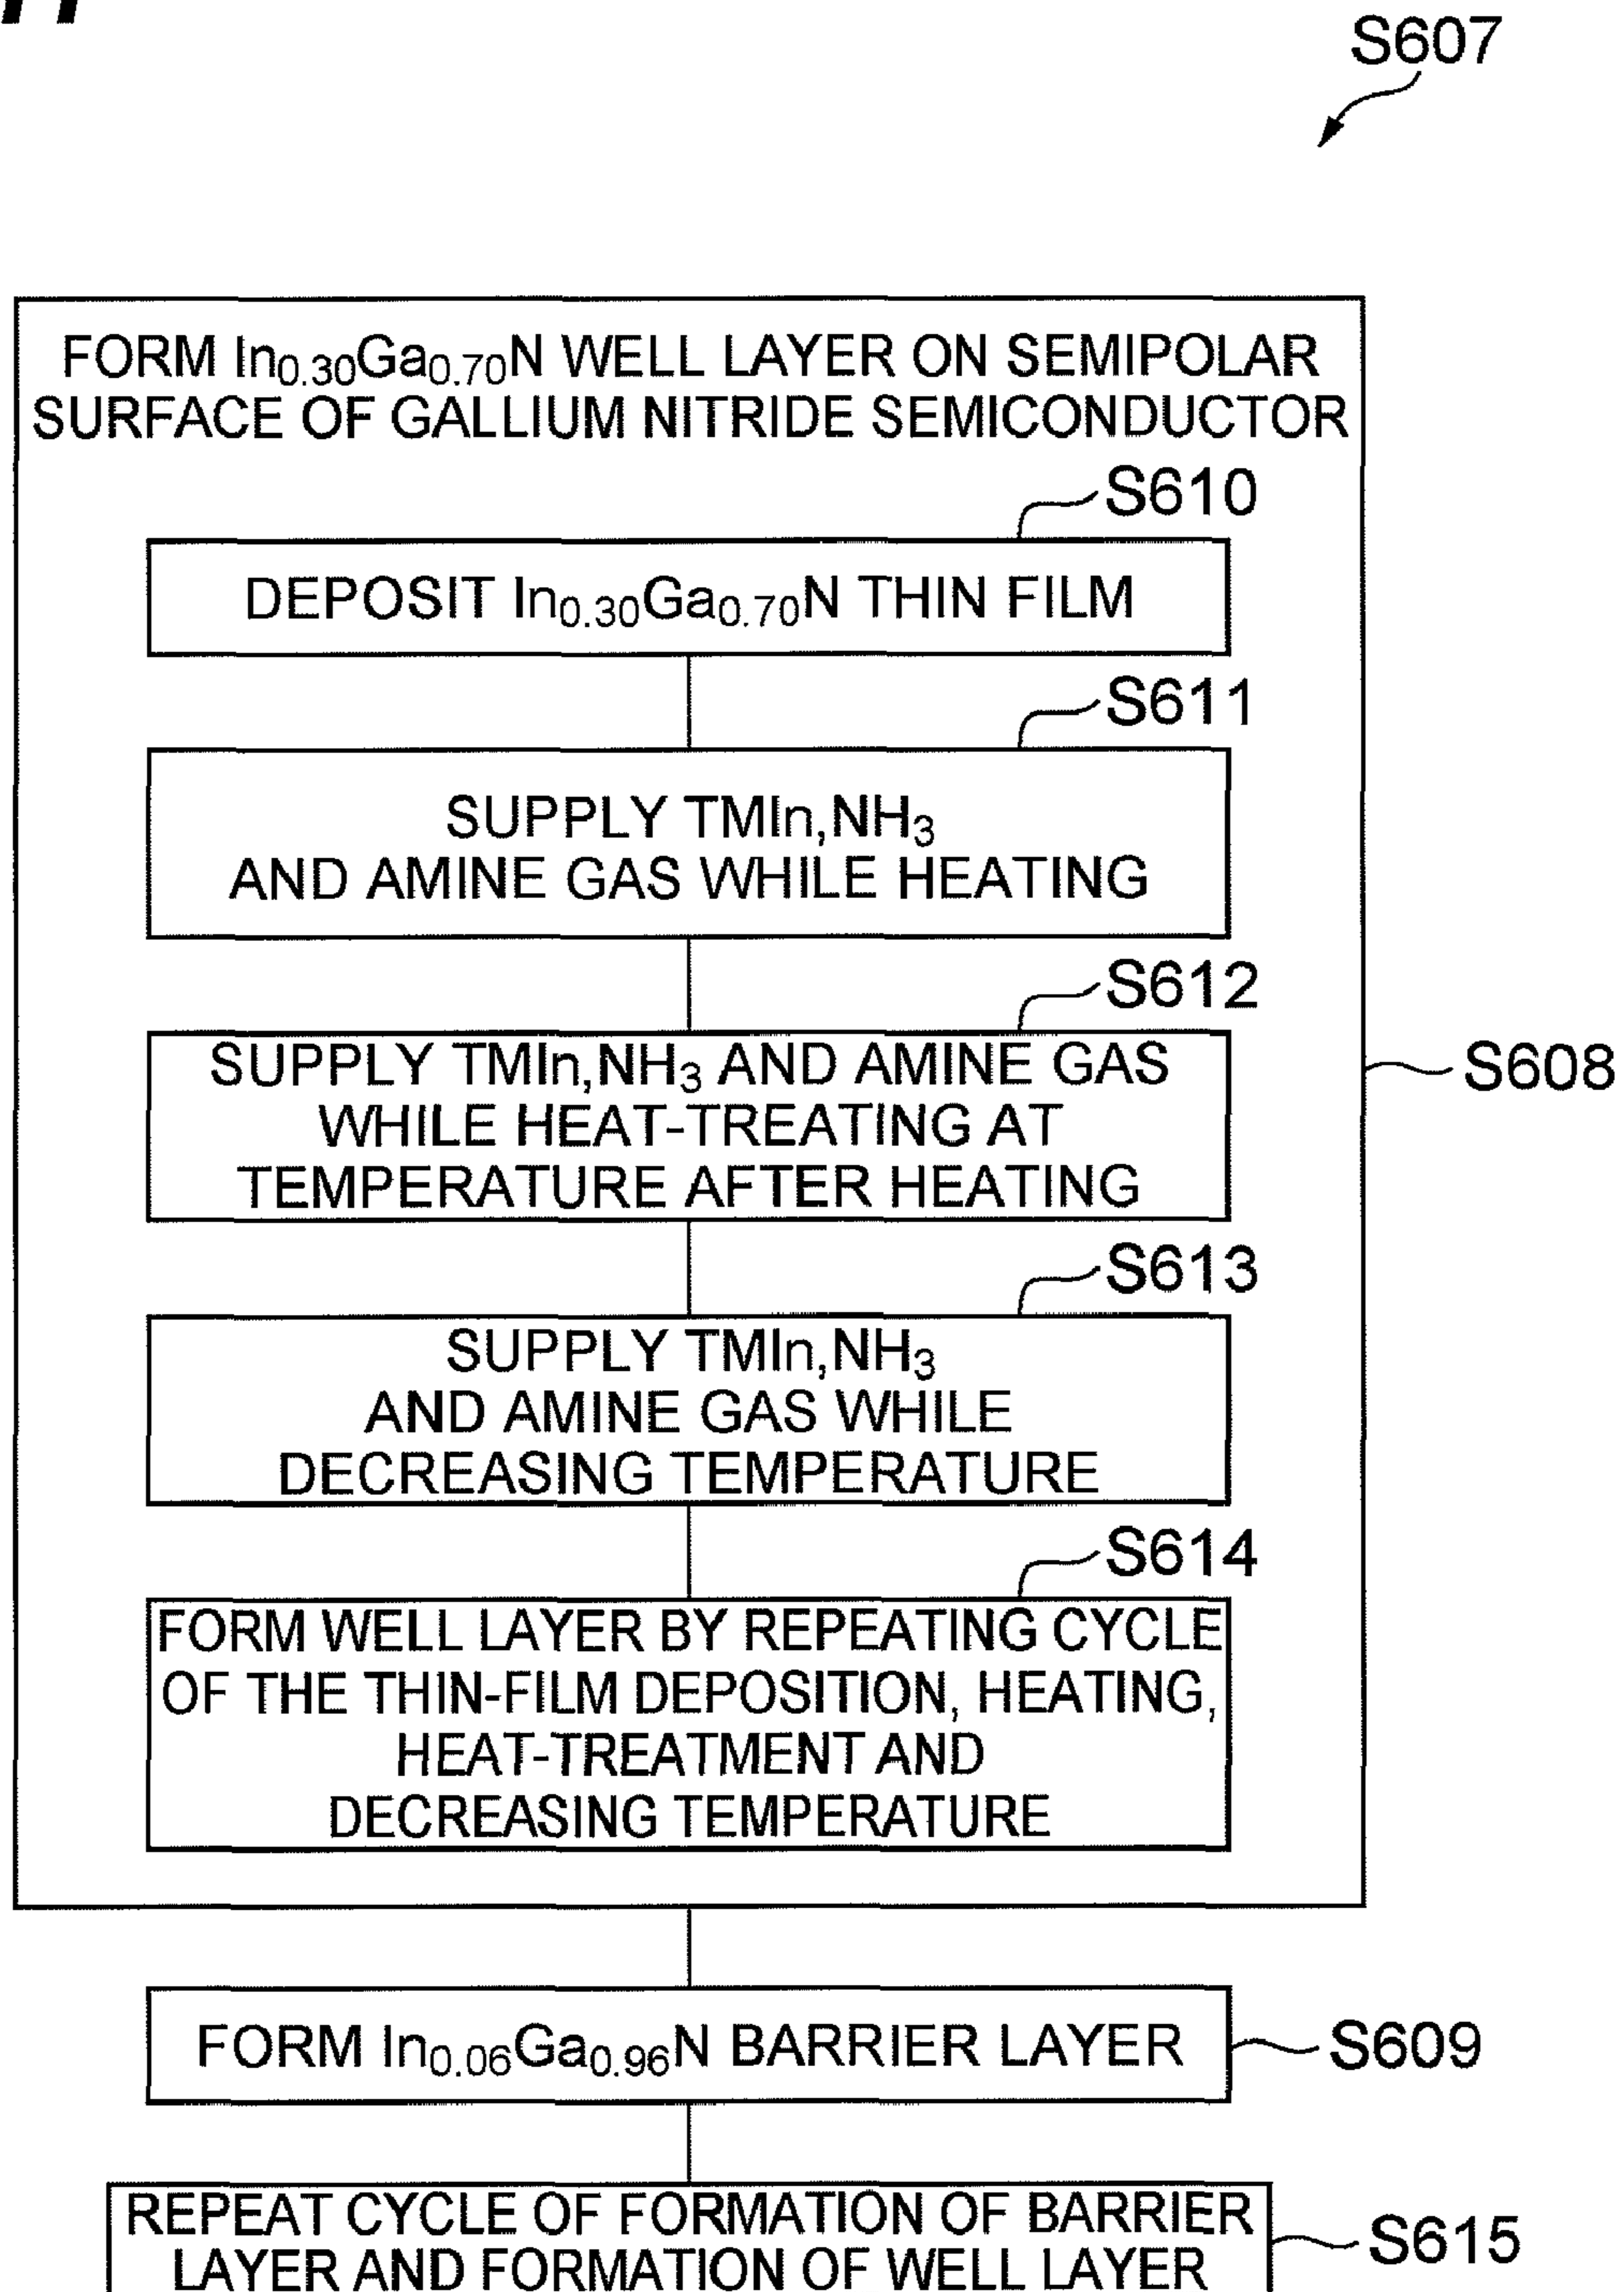 S607
FORM In₀.₃₀Ga₀.₇₀N WELL LAYER ON SEMIPOLAR
SURFACE OF GALLIUM NITRIDE SEMICONDUCTOR
S610
DEPOSIT In₀.₃₀Ga₀.₇₀N THIN FILM
S611
SUPPLY TMIn,NH₃
AND AMINE GAS WHILE HEATING
S612
SUPPLY TMIn,NH₃ AND AMINE GAS
WHILE HEAT-TREATING AT
TEMPERATURE AFTER HEATING
S608
S613
SUPPLY TMIn,NH₃
AND AMINE GAS WHILE
DECREASING TEMPERATURE
S614
FORM WELL LAYER BY REPEATING CYCLE
OF THE THIN-FILM DEPOSITION, HEATING,
HEAT-TREATMENT AND
DECREASING TEMPERATURE
FORM In₀.₀₆Ga₀.₉₆N BARRIER LAYER
S609
REPEAT CYCLE OF FORMATION OF BARRIER
LAYER AND FORMATION OF WELL LAYER
S615